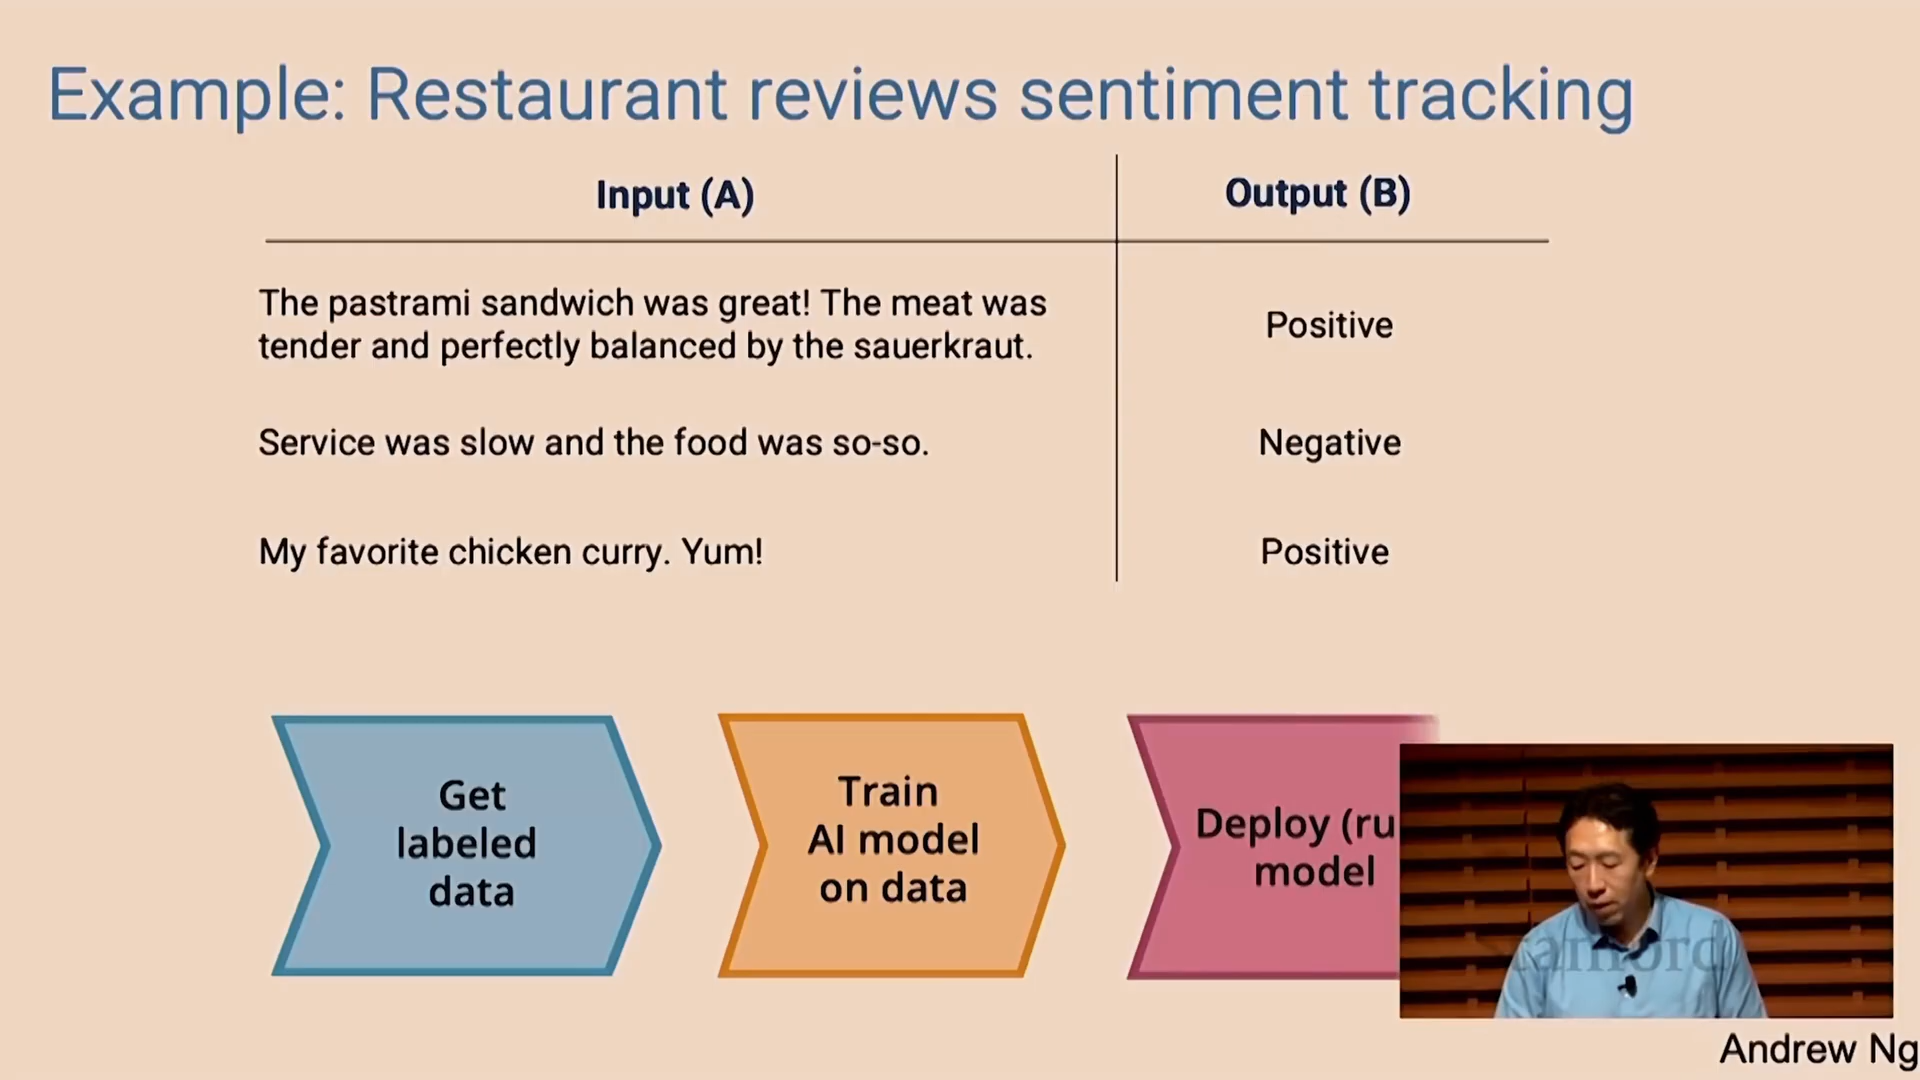 Example: Restaurant reviews sentiment tracking
Input (A)
Output (B)
The pastrami sandwich was great! The meat was
tender and perfectly balanced by the sauerkraut.
Positive
Service was slow and the food was so-so.
Negative
My favorite chicken curry. Yum!
Positive
Get
labeled
data
Train
AI model
on data
Deploy (ru
model
Andrew Ng